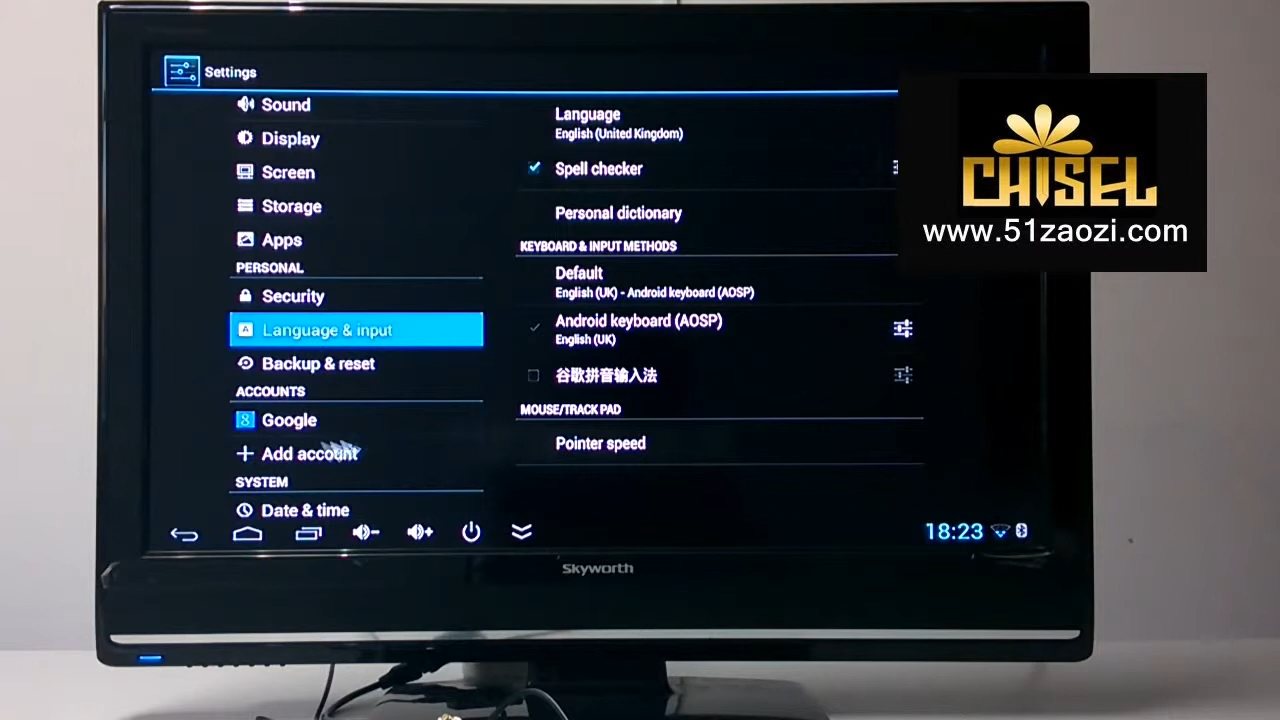 Settings
Sound
Display
Screen
Storage
Apps
PERSONAL
Security
Language & input
Backup & reset
ACCOUNTS
Google
Add account
SYSTEM
Date & time
Language
English (United Kingdom)
Spell checker
Personal dictionary
KEYBOARD & INPUT METHODS
Default
English (UK) - Android keyboard (AOSP)
Android keyboard (AOSP)
English (UK)
谷歌拼音输入法
MOUSE/TRACK PAD
Pointer speed
18:23
Skyworth
CHISEL
www.51zaozi.com